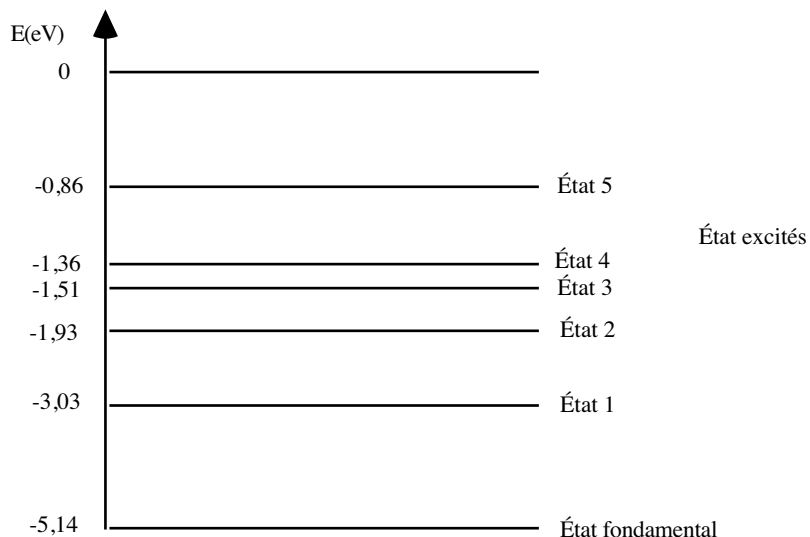 E(eV)
0
-0,86 État 5
État excités
-1,36 État 4
-1,51 État 3
-1,93 État 2
-3,03 État 1
-5,14 État fondamental